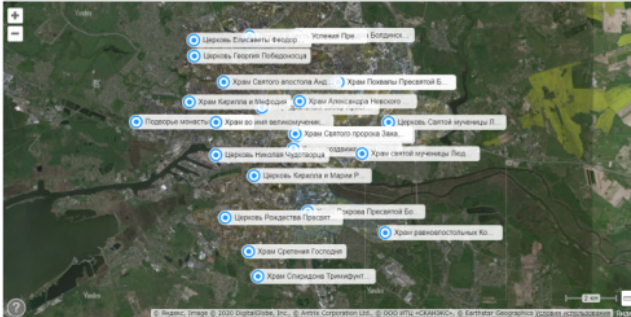 Церковь Елисаветы Феодор...
Успения Пре
Болдинск...
Церковь Георгия Победоносца
Храм Святого апостола Анд...
Храм Похвалы Пресвятой Б...
Храм Кирилла и Мефодия
Храм Александра Невского ...
Подворье монасты
Храм во имя великомученик...
Церковь Святой мученицы Л...
Храм Святого пророка Заха...
Церковь Николая Чудотворца
Храм святой мученицы Люд...
Церковь Кирилла и Марии Р...
Церковь Рождества Пресвят...
Покрова Пресвятой Бо...
Храм равноапостольных Ко...
Храм Сретения Господня
Храм Спиридона Тримифунт...
2 км
?
© Яндекс, Image © 2020 DigitalGlobe, Inc., © Antrix Corporation Ltd., © ООО ИТЦ «СКАНЭКС», © Earthstar Geographics Условия использования